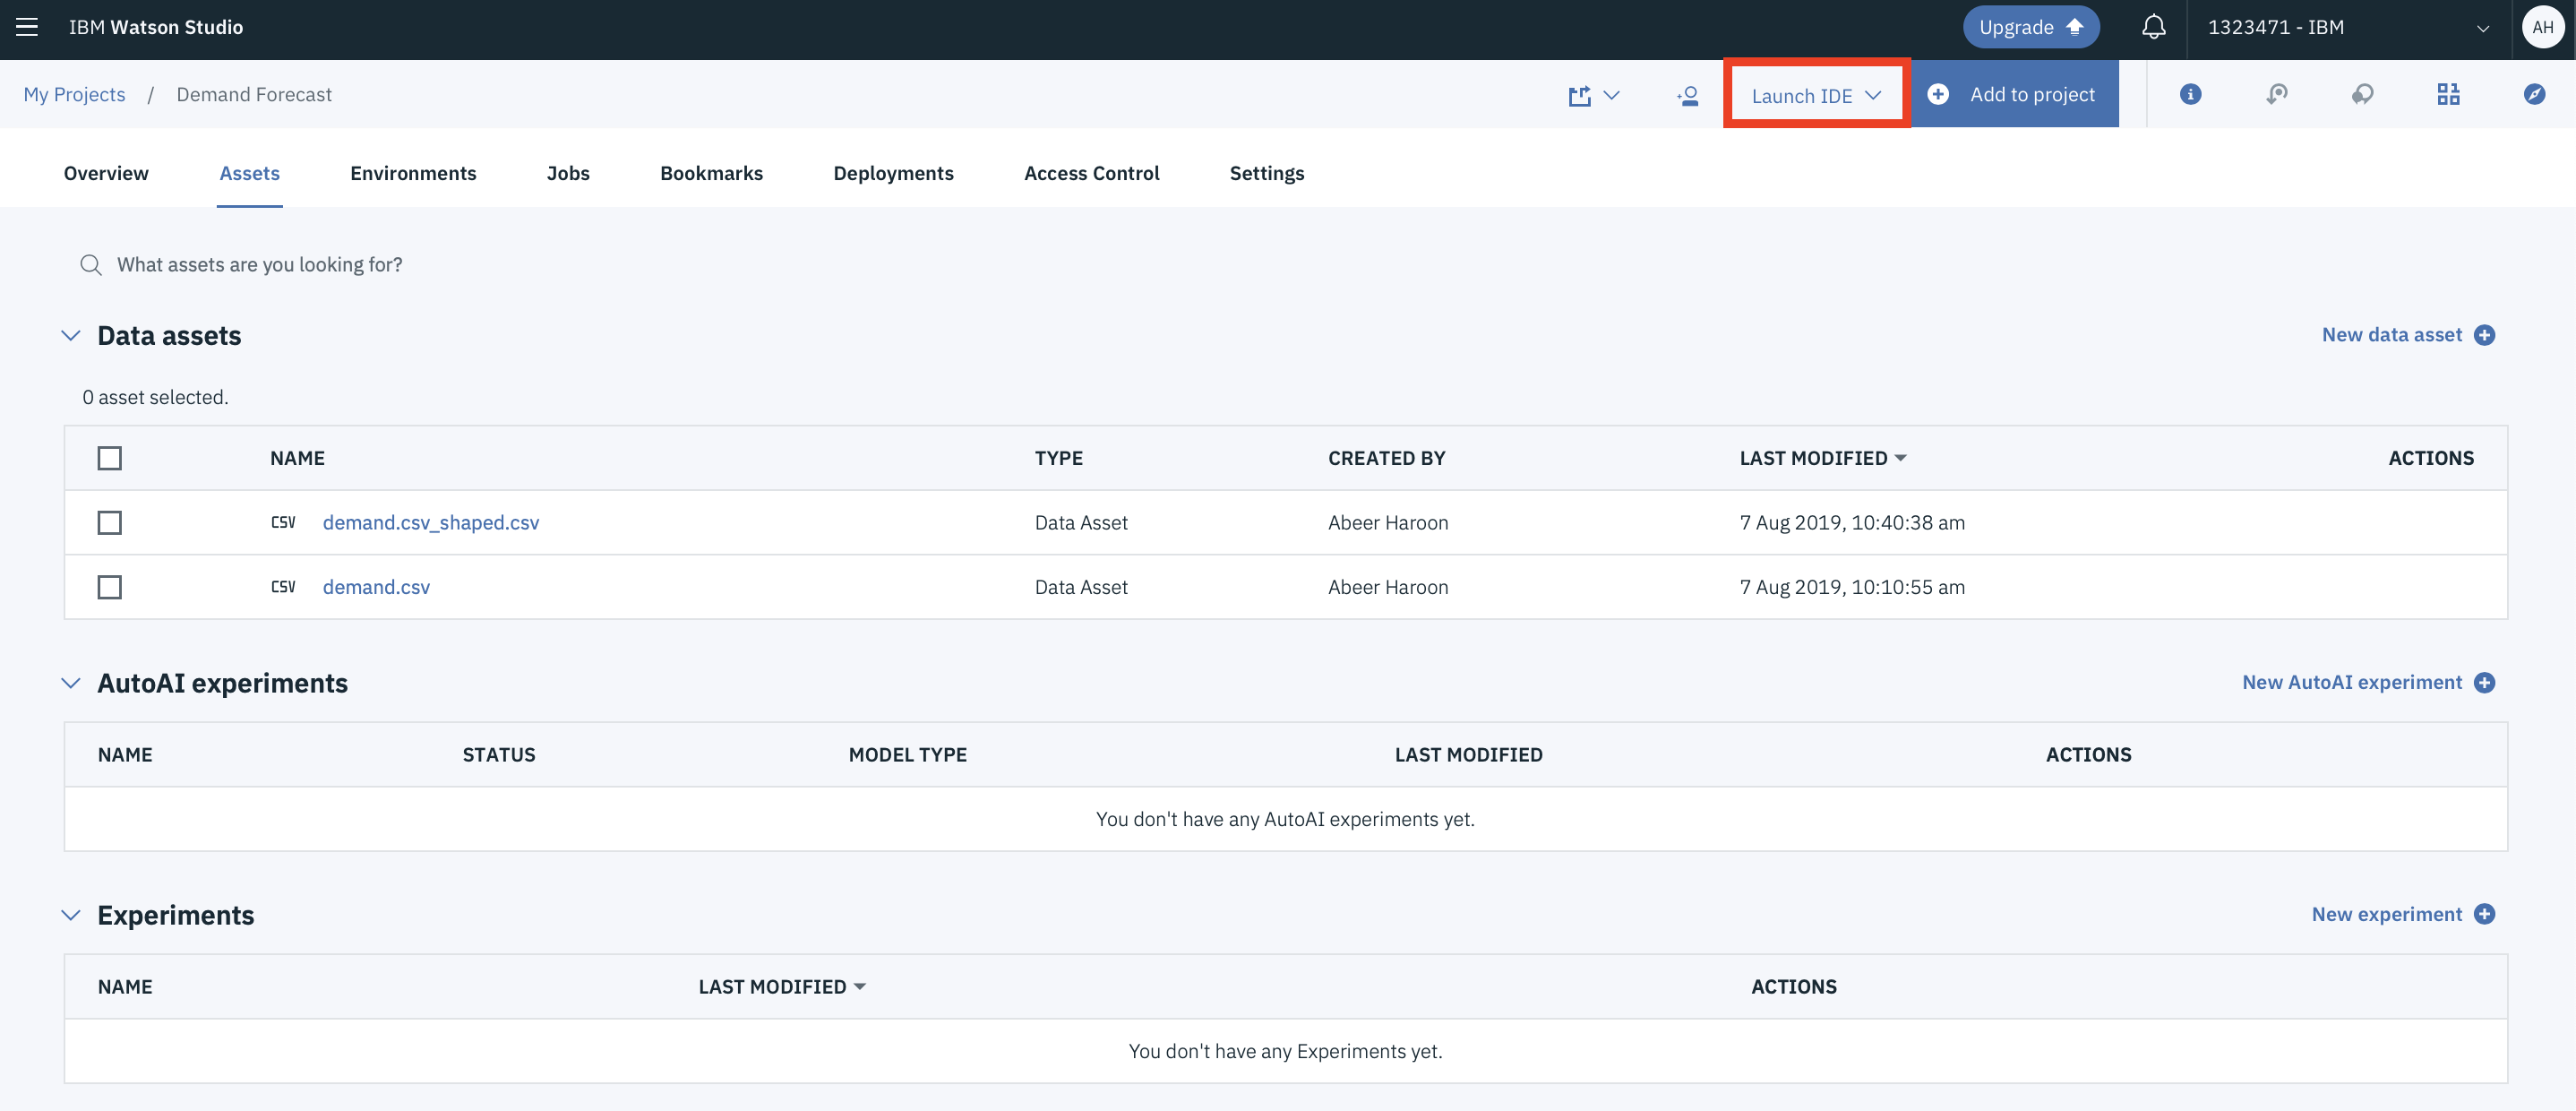 IBM Watson Studio
Upgrade
1323471 - IBM
AH
My Projects / Demand Forecast
Launch IDE
Add to project
Overview
Assets
Environments
Jobs
Bookmarks
Deployments
Access Control
Settings
What assets are you looking for?
Data assets
New data asset
0 asset selected.
NAME TYPE CREATED BY LAST MODIFIED ACTIONS
CSV demand.csv_shaped.csv Data Asset Abeer Haroon 7 Aug 2019, 10:40:38 am
CSV demand.csv Data Asset Abeer Haroon 7 Aug 2019, 10:10:55 am
AutoAI experiments
New AutoAI experiment
NAME STATUS MODEL TYPE LAST MODIFIED ACTIONS
You don't have any AutoAI experiments yet.
Experiments
New experiment
NAME LAST MODIFIED ACTIONS
You don't have any Experiments yet.